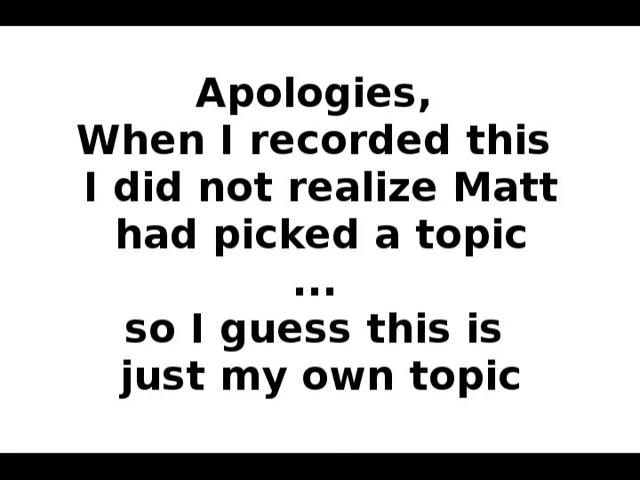 Apologies,
When I recorded this
I did not realize Matt
had picked a topic
...
so I guess this is
just my own topic